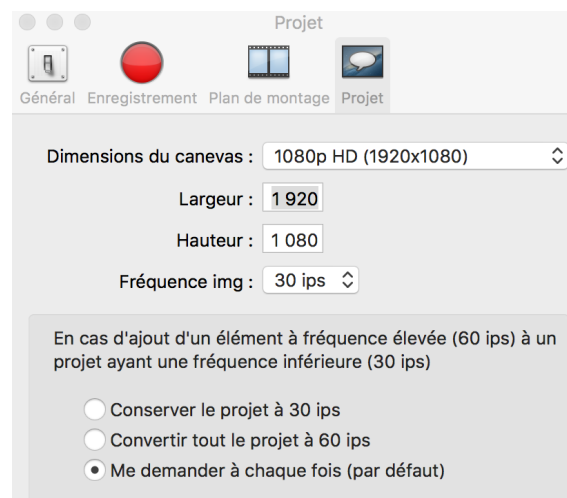 Projet
Général Enregistrement Plan de montage Projet
Dimensions du canevas : 1080p HD (1920x1080)
Largeur : 1 920
Hauteur : 1 080
Fréquence img : 30 ips
En cas d'ajout d'un élément à fréquence élevée (60 ips) à un
projet ayant une fréquence inférieure (30 ips)
Conserver le projet à 30 ips
Convertir tout le projet à 60 ips
Me demander à chaque fois (par défaut)